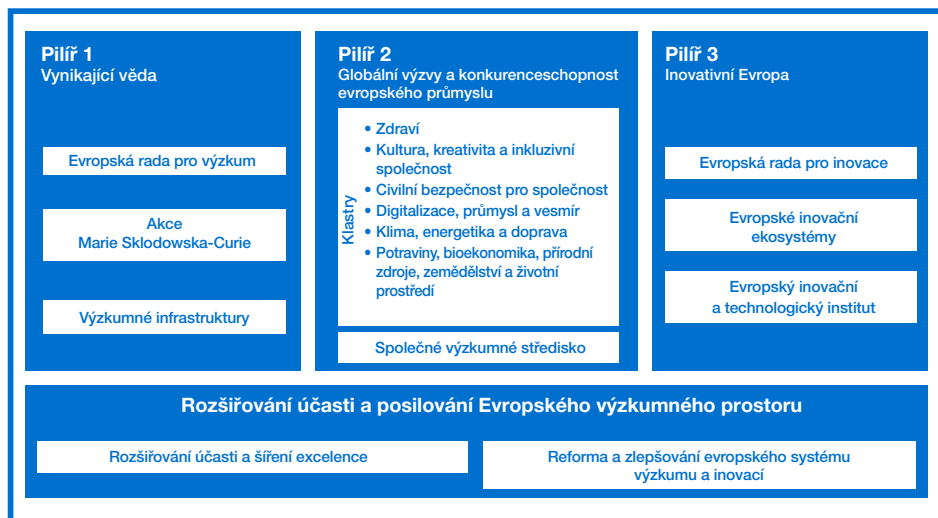 Pilíř 1
Vynikající věda
Evropská rada pro výzkum
Akce
Marie Sklodowska-Curie
Výzkumné infrastruktury
Pilíř 2
Globální výzvy a konkurenceschopnost
evropského průmyslu
Klastry
• Zdraví
• Kultura, kreativita a inkluzivní
společnost
• Civilní bezpečnost pro společnost
• Digitalizace, průmysl a vesmír
• Klima, energetika a doprava
• Potraviny, bioekonomika, přírodní
zdroje, zemědělství a životní
prostředí
Společné výzkumné středisko
Pilíř 3
Inovativní Evropa
Evropská rada pro inovace
Evropské inovační
ekosystémy
Evropský inovační
a technologický institut
Rozšiřování účasti a posilování Evropského výzkumného prostoru
Rozšiřování účasti a šíření excelence
Reforma a zlepšování evropského systému
výzkumu a inovací